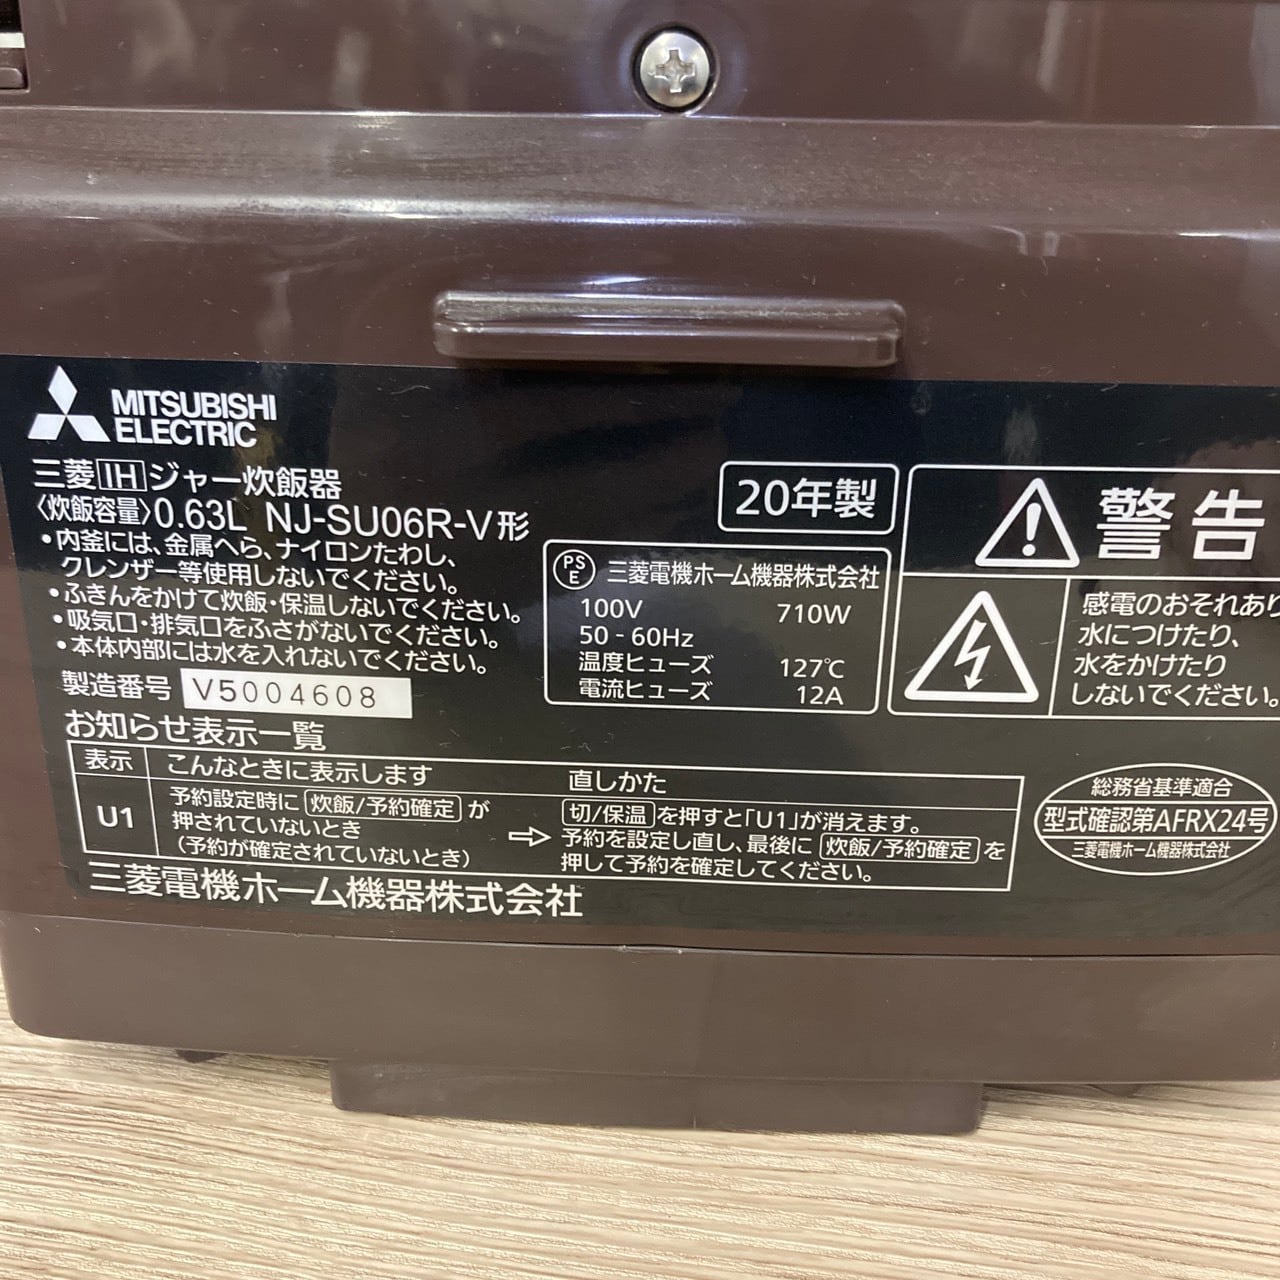 MITSUBISHI
ELECTRIC
三菱IHジャー炊飯器
〈炊飯容量〉0.63L NJ-SU06R-V形
•内釜には、金属へら、ナイロンたわし、
クレンザー等使用しないでください。
•ふきんをかけて炊飯・保温しないでください。
•吸気口・排気口をふさがないでください。
•本体内部には水を入れないでください。
製造番号 V5004608
20年製
PS
E
三菱電機ホーム機器株式会社
100V 710W
50 - 60Hz
温度ヒューズ 127℃
電流ヒューズ 12A
警告
感電のおそれあり
水につけたり、
水をかけたり
しないでください。
お知らせ表示一覧
表示 こんなときに表示します 直しかた
U1
予約設定時に 炊飯/予約確定 が
押されていないとき
(予約が確定されていないとき)
切/保温 を押すと「U1」が消えます。
予約を設定し直し、最後に 炊飯/予約確定 を
押して予約を確定してください。
三菱電機ホーム機器株式会社
総務省基準適合
型式確認第AFRX24号
三菱電機ホーム機器株式会社